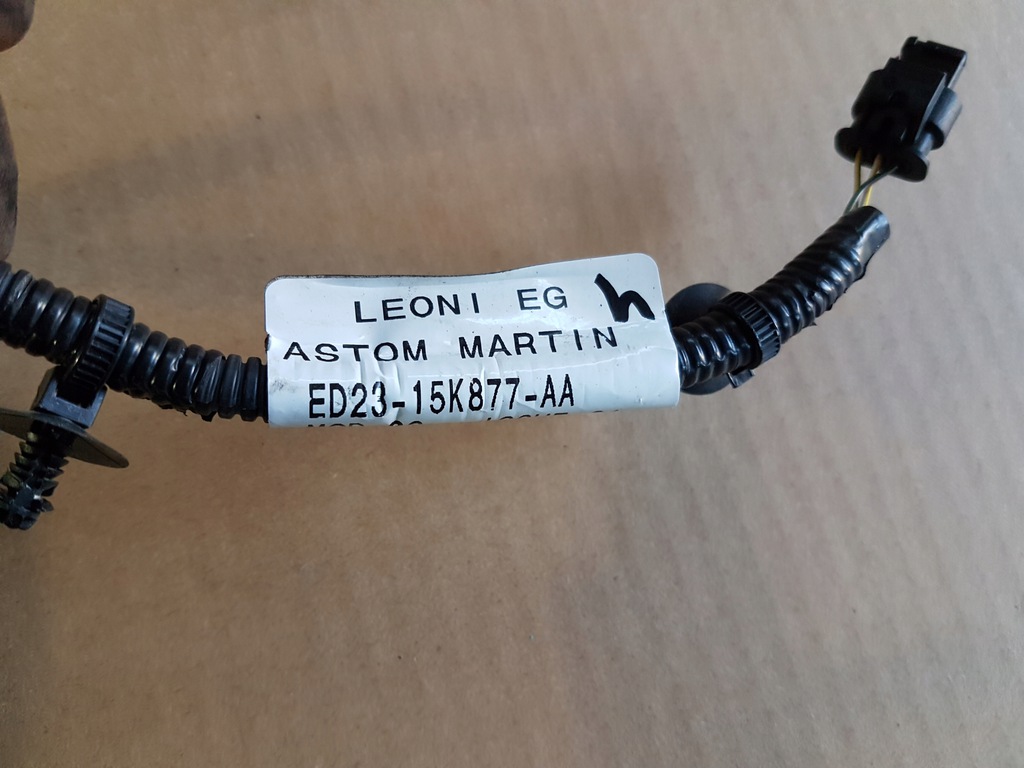 LEONI EG h
ASTOM MARTIN
ED23-15K877-AA